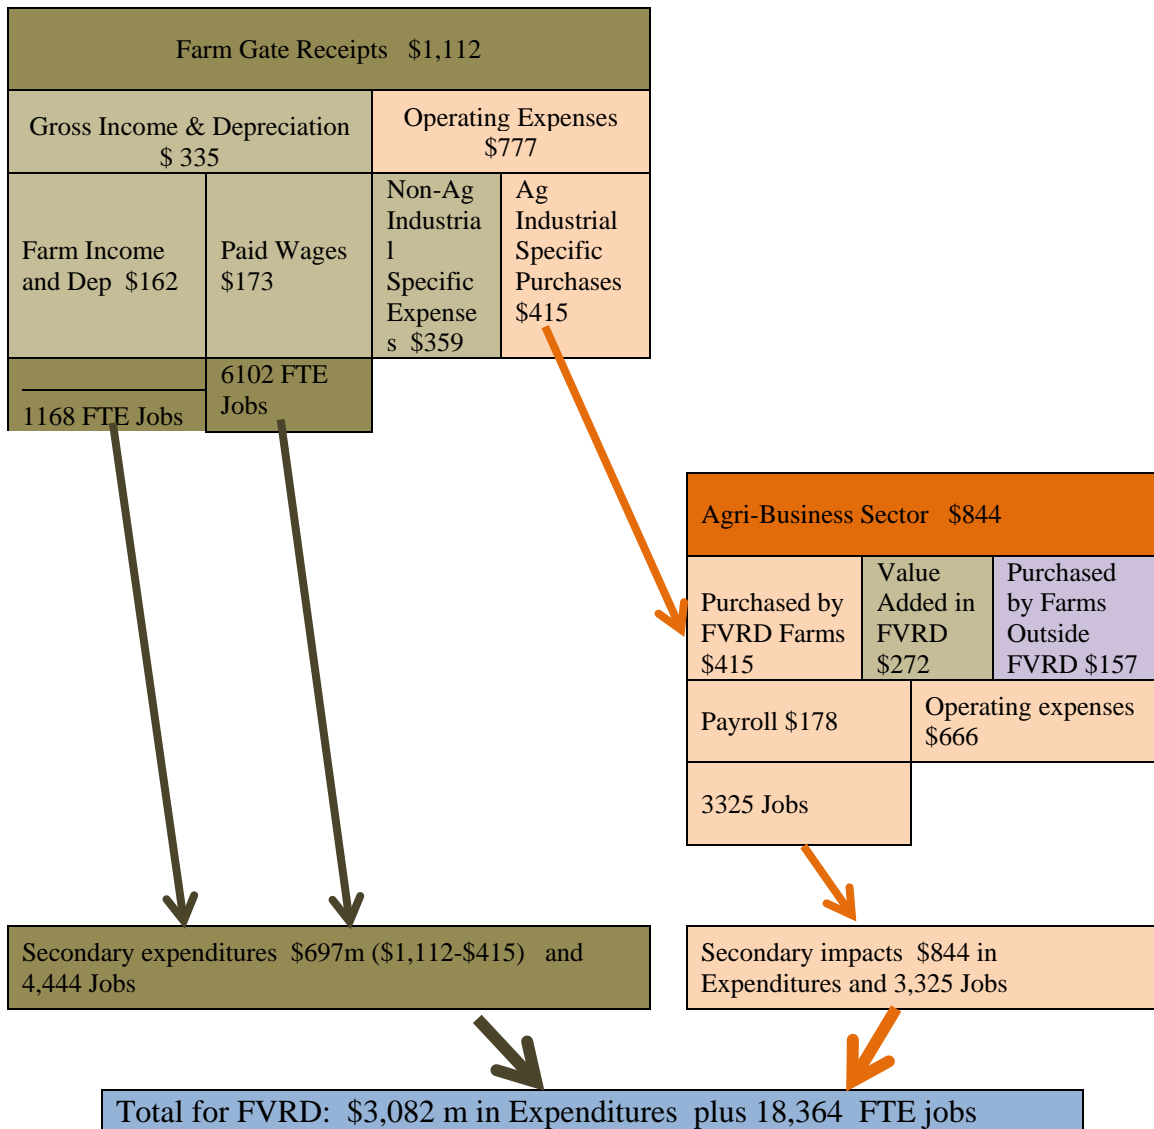 Farm Gate Receipts $1,112
Gross Income & Depreciation
$ 335
Operating Expenses
$777
Farm Income
and Dep $162
Paid Wages
$173
Non-Ag
Industria
l
Specific
Expense
s $359
Ag
Industrial
Specific
Purchases
$415
1168 FTE Jobs
6102 FTE
Jobs
Agri-Business Sector $844
Purchased by
FVRD Farms
$415
Value
Added in
FVRD
$272
Purchased
by Farms
Outside
FVRD $157
Payroll $178
Operating expenses
$666
3325 Jobs
Secondary expenditures $697m ($1,112-$415) and
4,444 Jobs
Secondary impacts $844 in
Expenditures and 3,325 Jobs
Total for FVRD: $3,082 m in Expenditures plus 18,364 FTE jobs